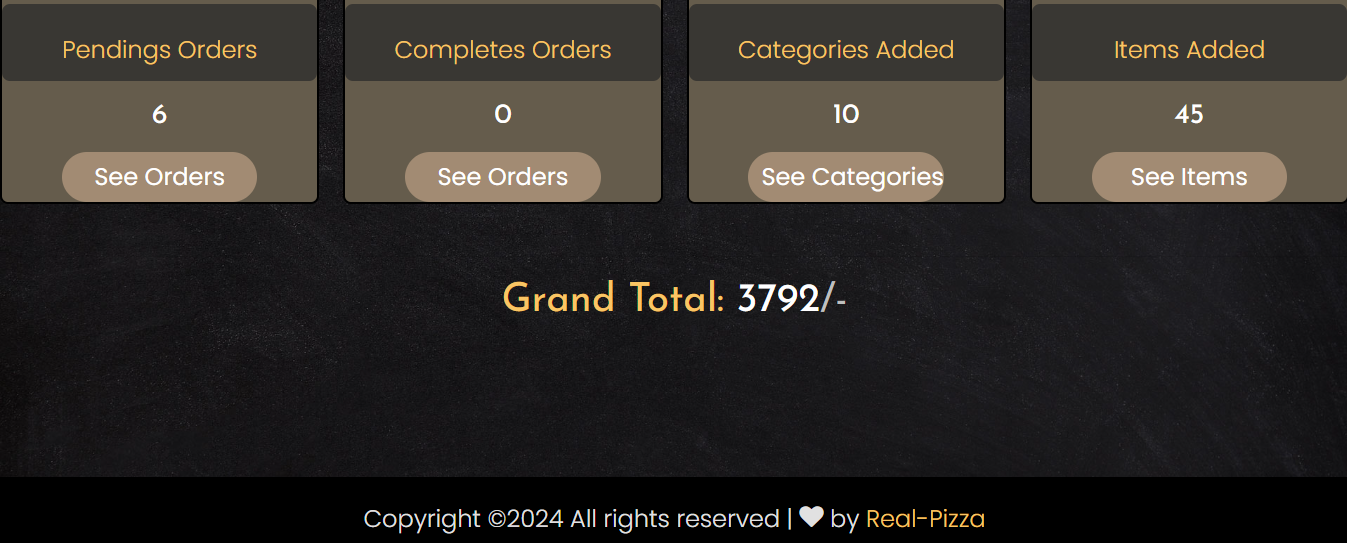 Pendings Orders Completes Orders Categories Added Items Added
6 0 10 45
See Orders See Orders See Categories See Items
Grand Total: 3792/-
Copyright ©2024 All rights reserved | ♥ by Real-Pizza